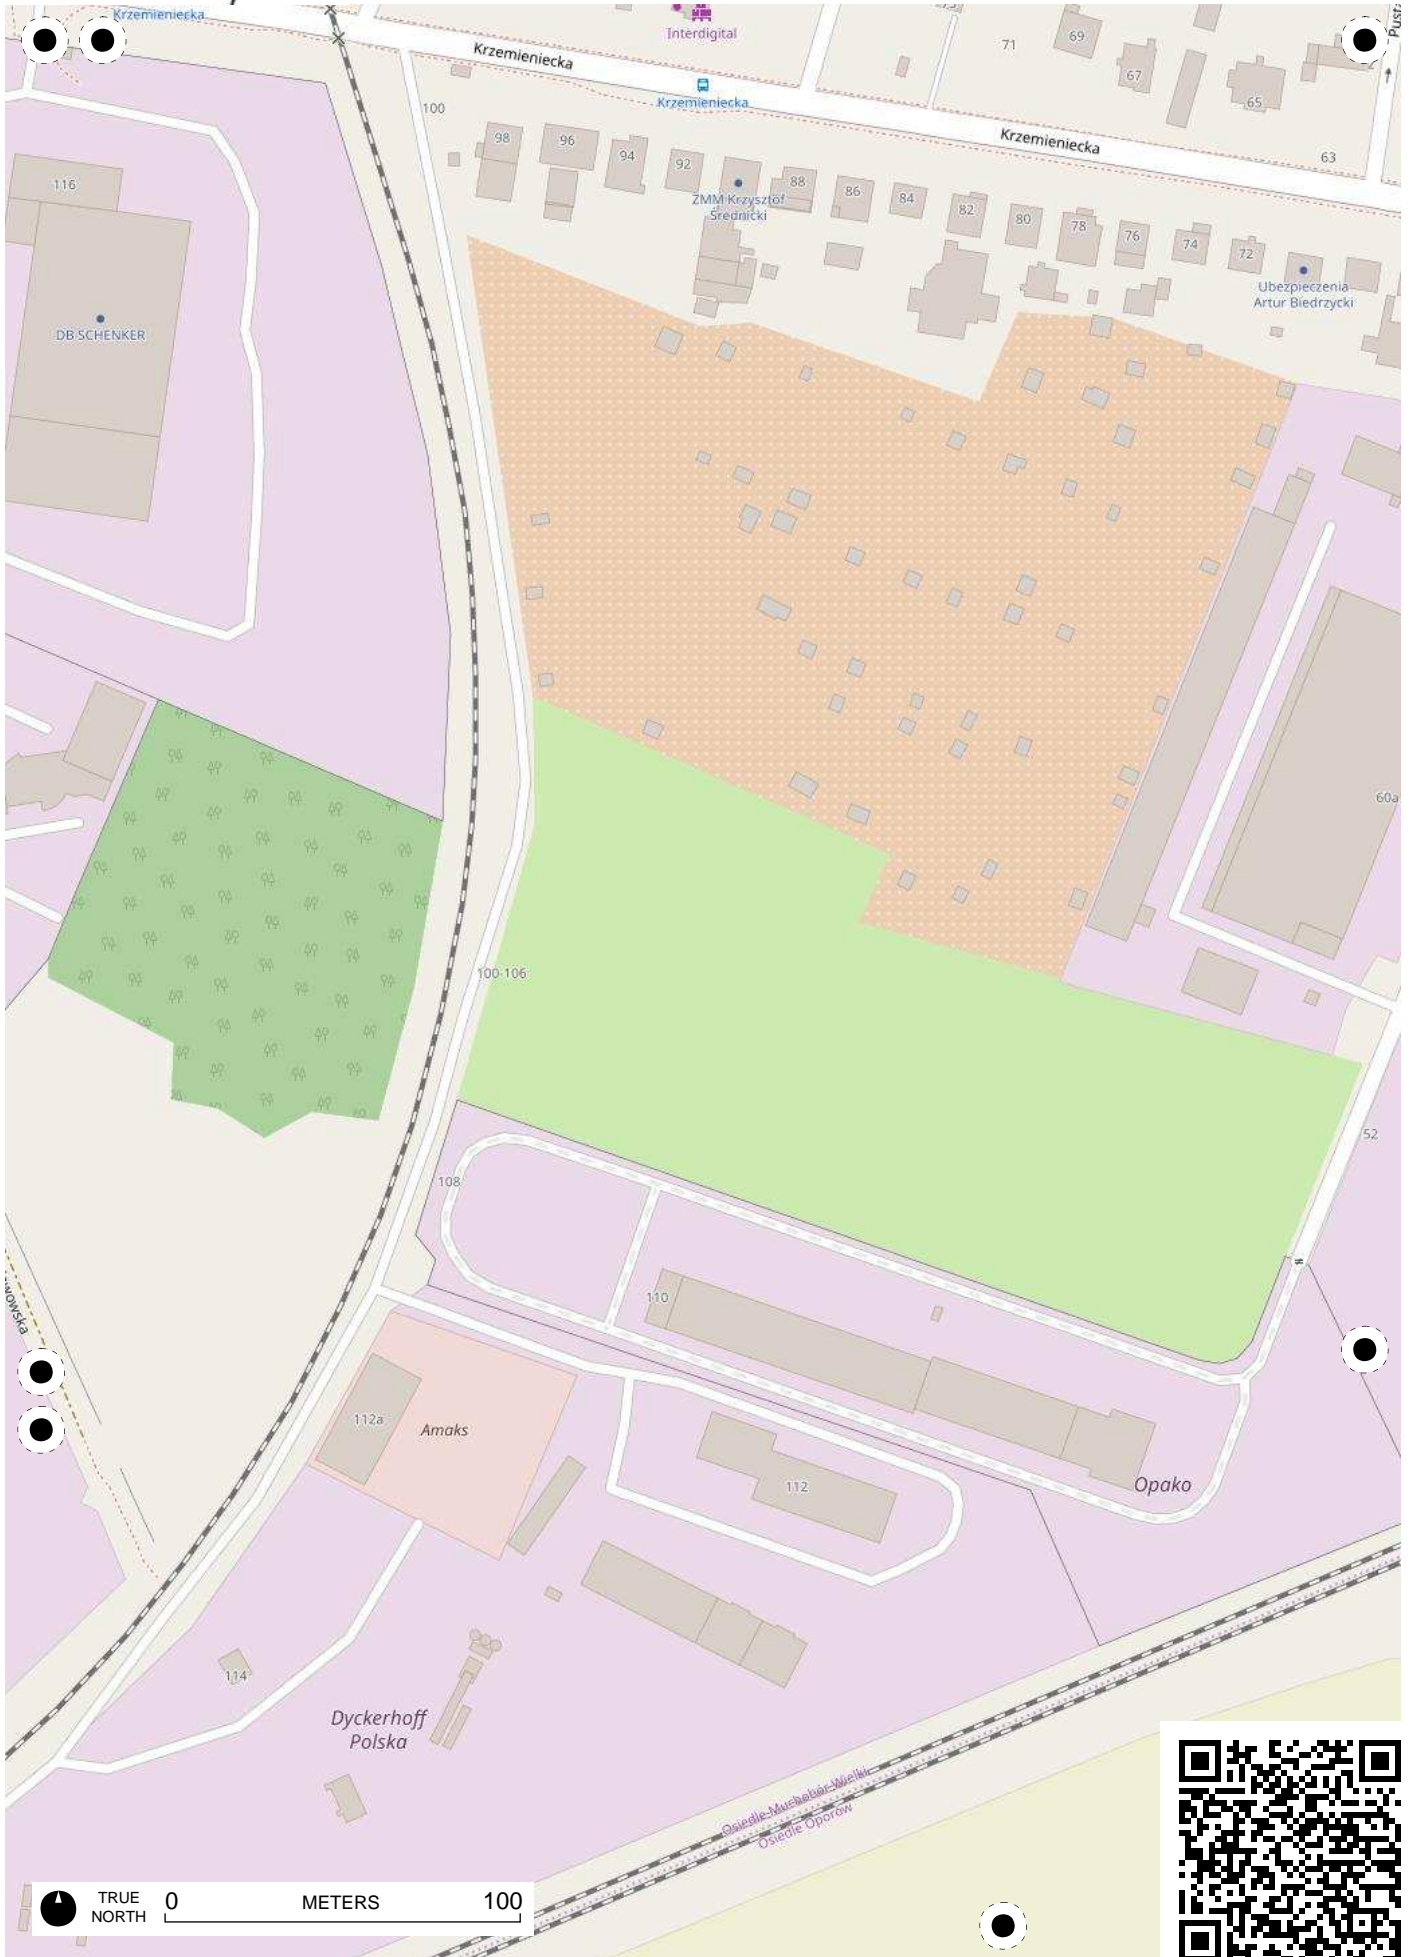 Krzemieniecka
Interdigital
73
71
69
67
65
63
Krzemieniecka
Krzemieniecka
Krzemieniecka
100
98
96
94
92
88
86
84
82
80
78
76
74
72
ZMM Krzysztof
Średnicki
Ubezpieczenia
Artur Biedrzycki
116
DB SCHENKER
60a
100-106
52
108
110
112a
Amaks
112
Opako
114
Dyckerhoff
Polska
Osiedle Muchobór Wielki
Osiedle Oporów
TRUE
NORTH
0 METERS 100